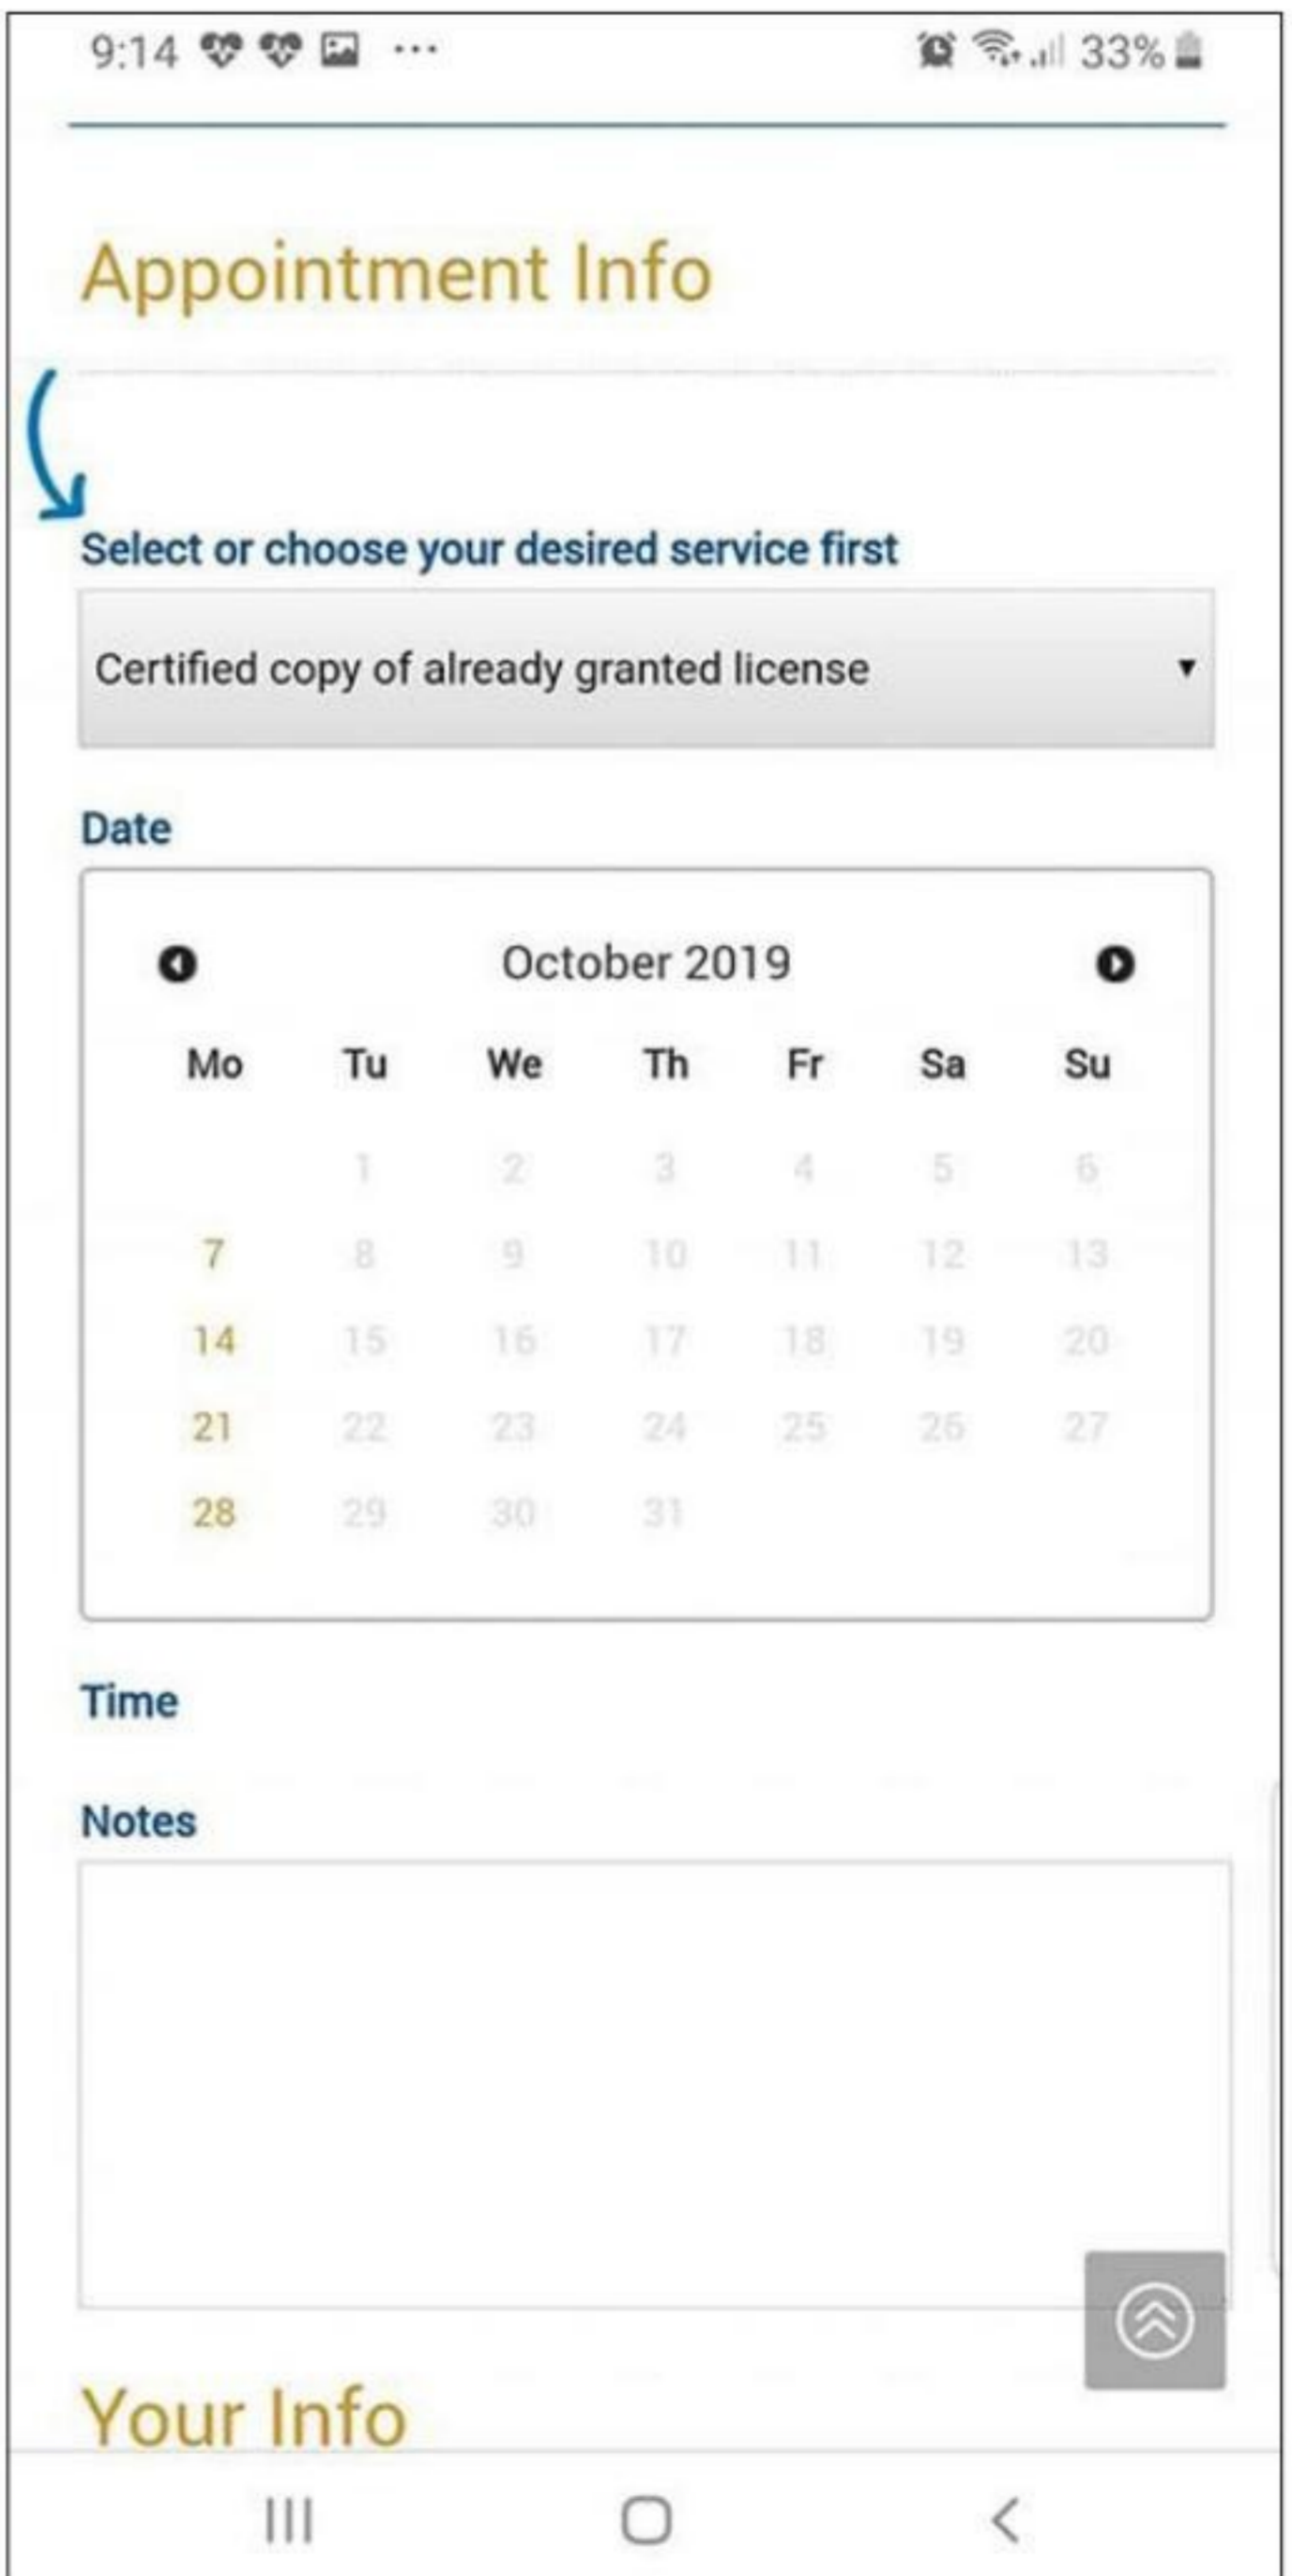 9:14 ... 33%
Appointment Info
Select or choose your desired service first
Certified copy of already granted license
Date
October 2019
Mo Tu We Th Fr Sa Su
1 2 3 4 5 6
7 8 9 10 11 12 13
14 15 16 17 18 19 20
21 22 23 24 25 26 27
28 29 30 31
Time
Notes
Your Info